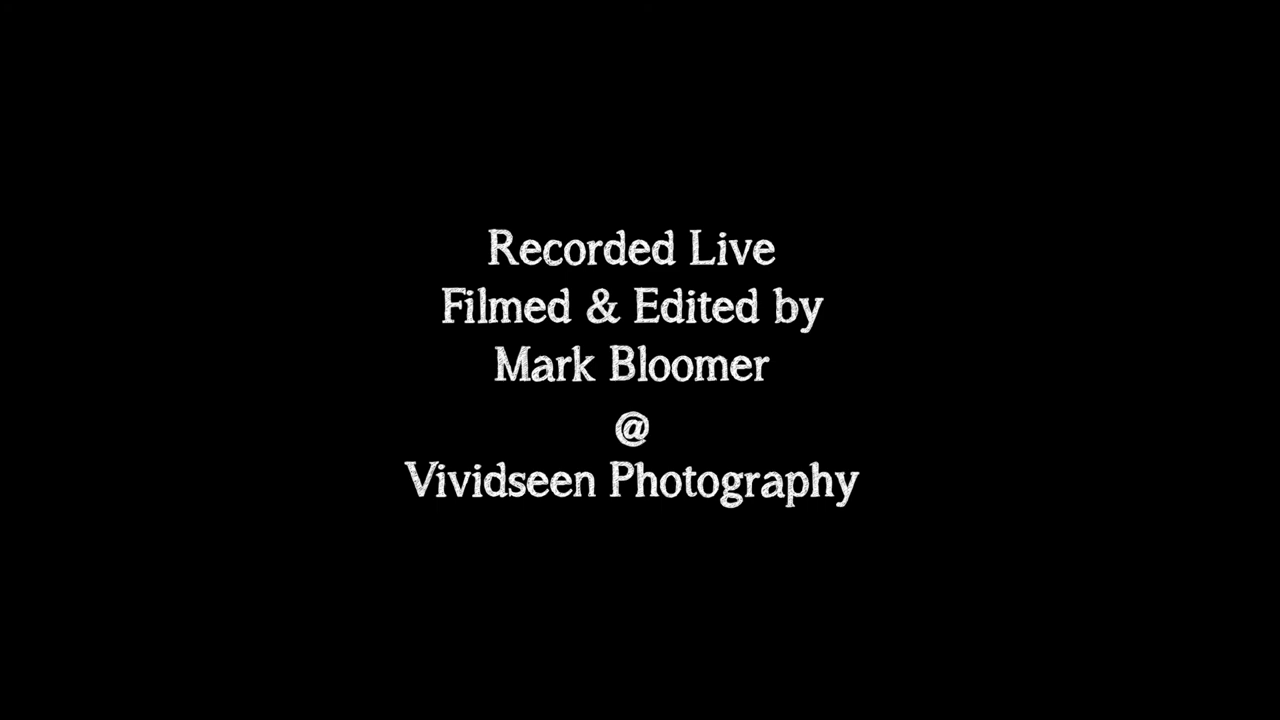 Recorded Live
Filmed & Edited by
Mark Bloomer
@
Vividseen Photography